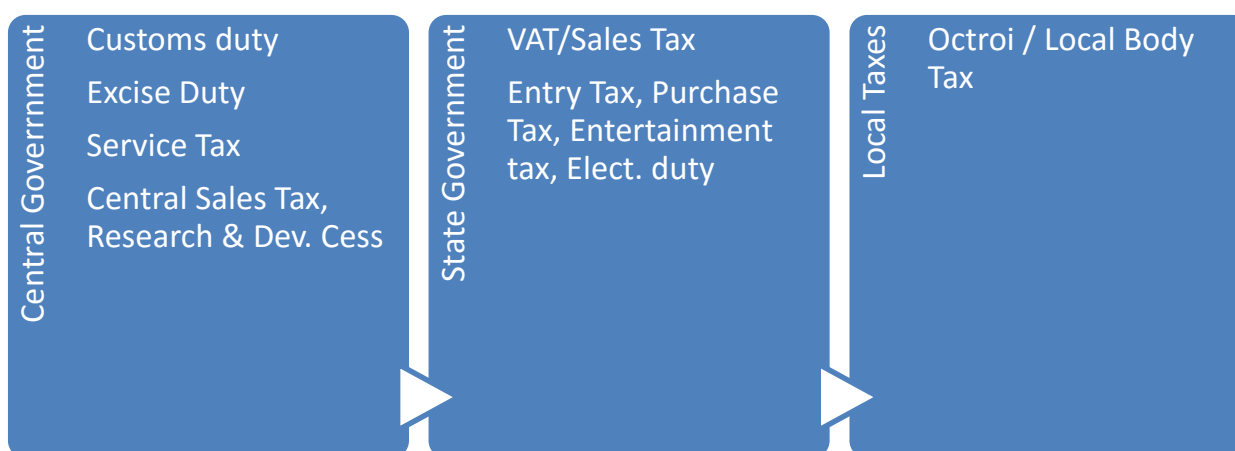 Central Goverrnment
Customs duty
Excise Duty
Service Tax
Central Sales Tax,
Research & Dev. Cess
State Government
VAT/Sales Tax
Entry Tax, Purchase
Tax, Entertainment
tax, Elect. duty
Local Taxes
Octroi / Local Body
Tax